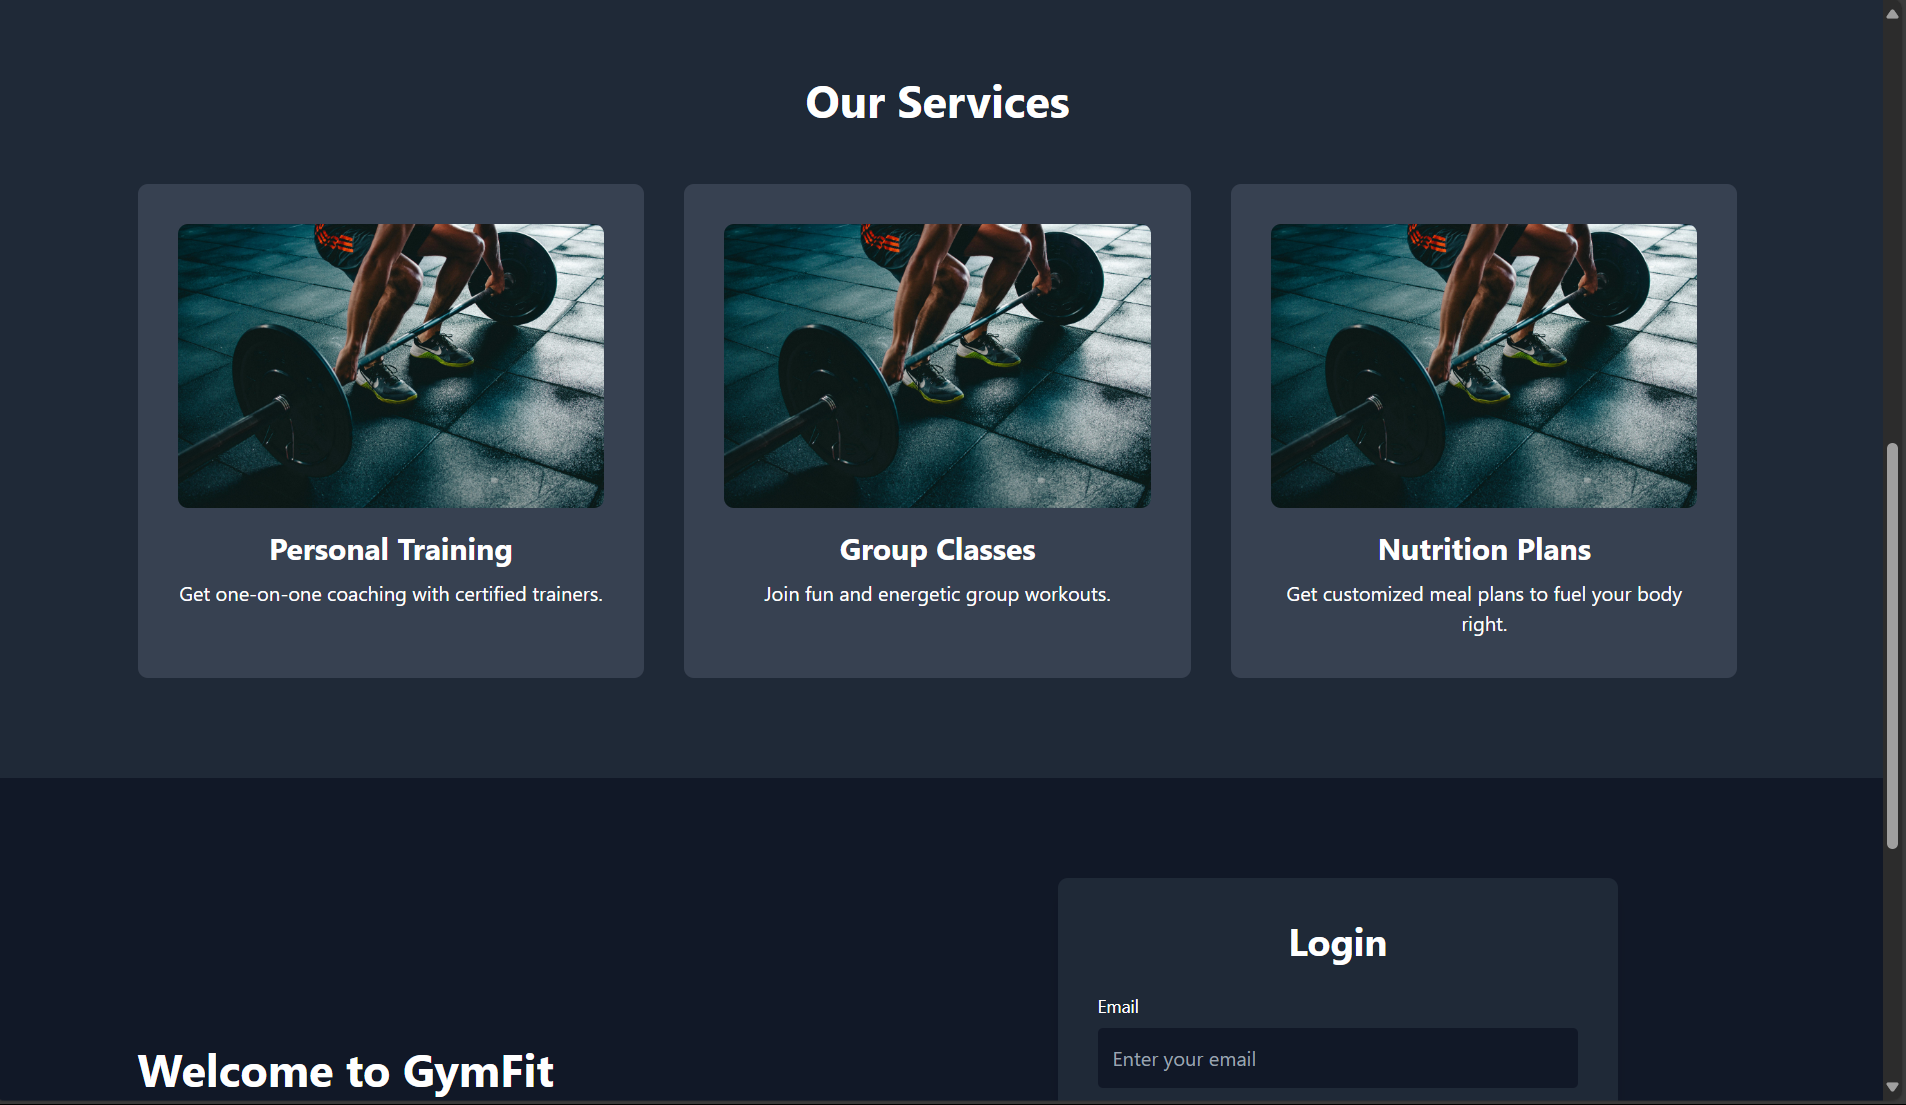 Our Services
Personal Training
Get one-on-one coaching with certified trainers.
Group Classes
Join fun and energetic group workouts.
Nutrition Plans
Get customized meal plans to fuel your body
right.
Login
Email
Enter your email
Welcome to GymFit